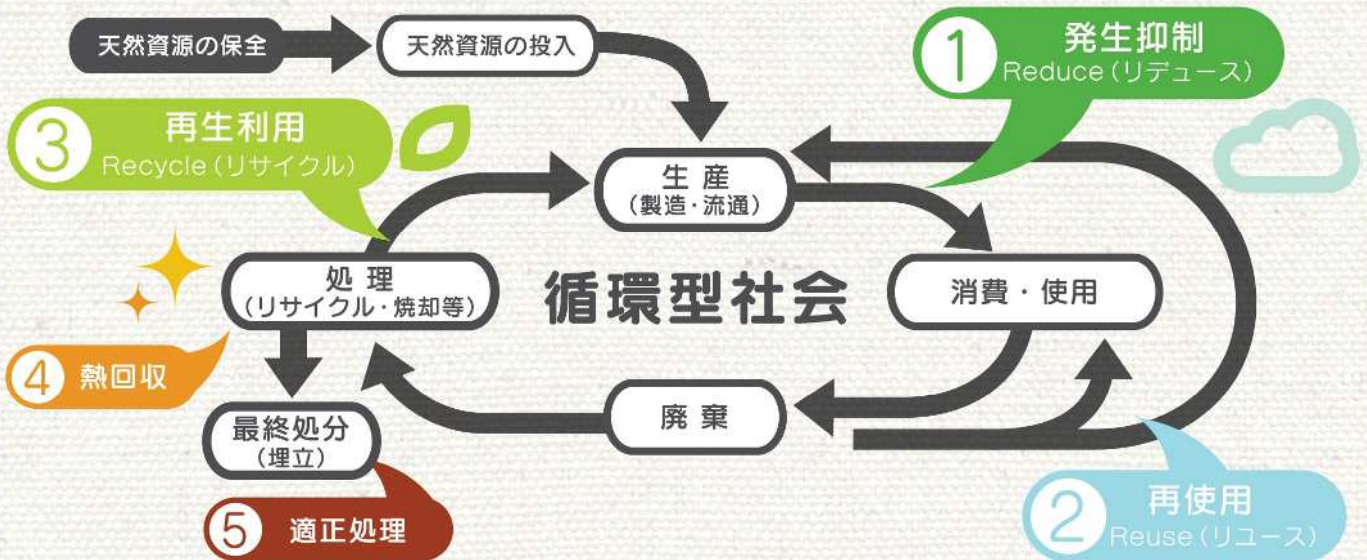 天然資源の保全
天然資源の投入
1 発生抑制
Reduce(リデュース)
3 再生利用
Recycle(リサイクル)
生産
(製造・流通)
処理
(リサイクル・焼却等)
循環型社会
消費・使用
4 熱回収
最終処分
(埋立)
廃棄
5 適正処理
2 再使用
Reuse(リユース)